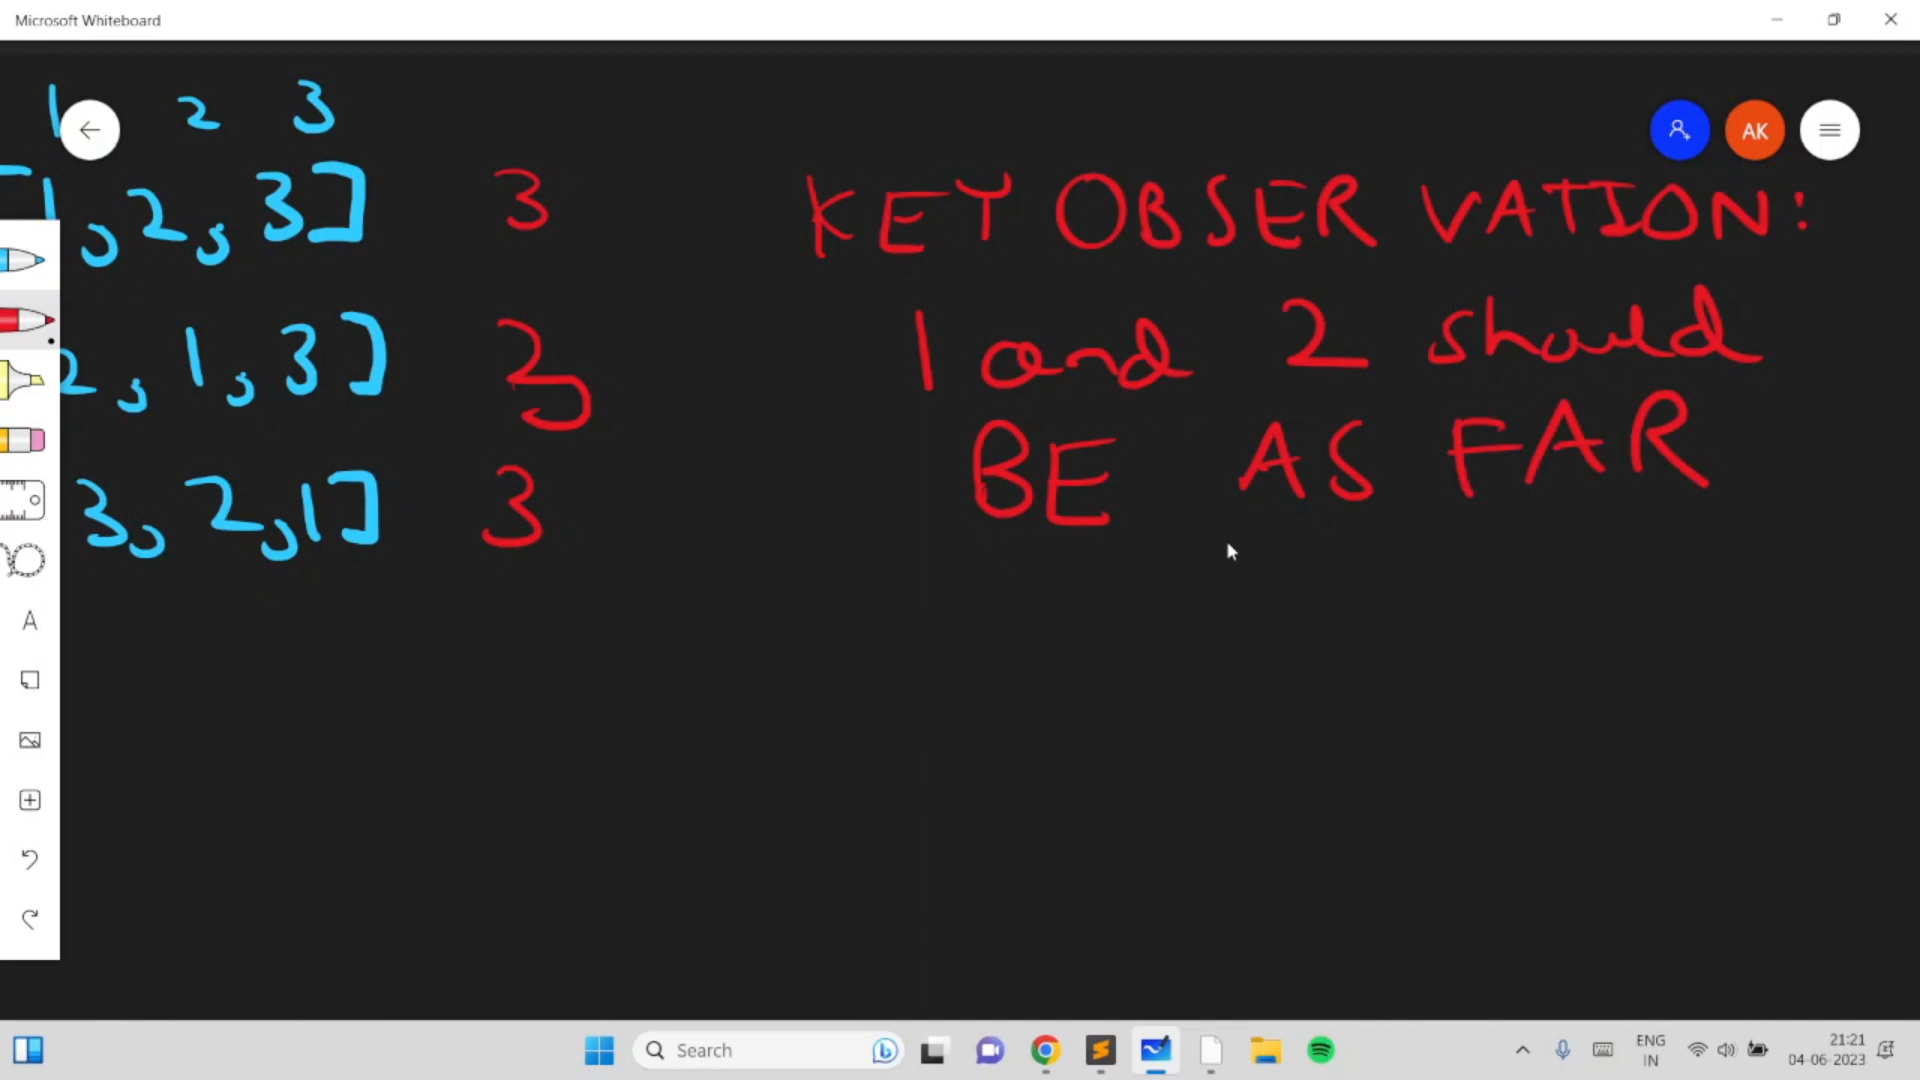 Microsoft Whiteboard
1 2 3
[1,2,3] 3
KEY OBSERVATION:
AK
2,1,3] 2
1 and 2 should
BE AS FAR
3,2,1] 3
A
Search
ENG
IN
21:21
04-06-2023